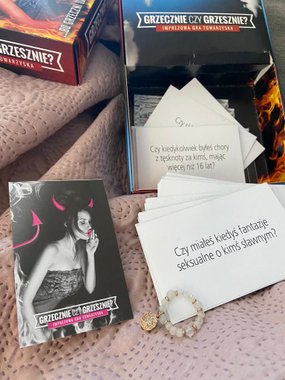 GRZESZNIE?
TOWARZYSKA
GRZECZNIE CZY GRZESZNIE?
IMPREZOWA GRA TOWARZYSKA
Czy kiedykolwiek byłeś chory
z tęsknoty za kimś, mając
więcej niż 16 lat?
Czy miałeś kiedyś fantazje
seksualne o kimś sławnym?
GRZECZNIE CZY GRZESZNIE?
IMPREZOWA GRA TOWARZYSKA